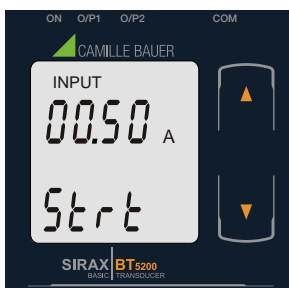 ON O/P1 O/P2 COM
CAMILLE BAUER
INPUT
00.50 A
Strt
SIRAX BT5200
BASIC TRANSDUCER